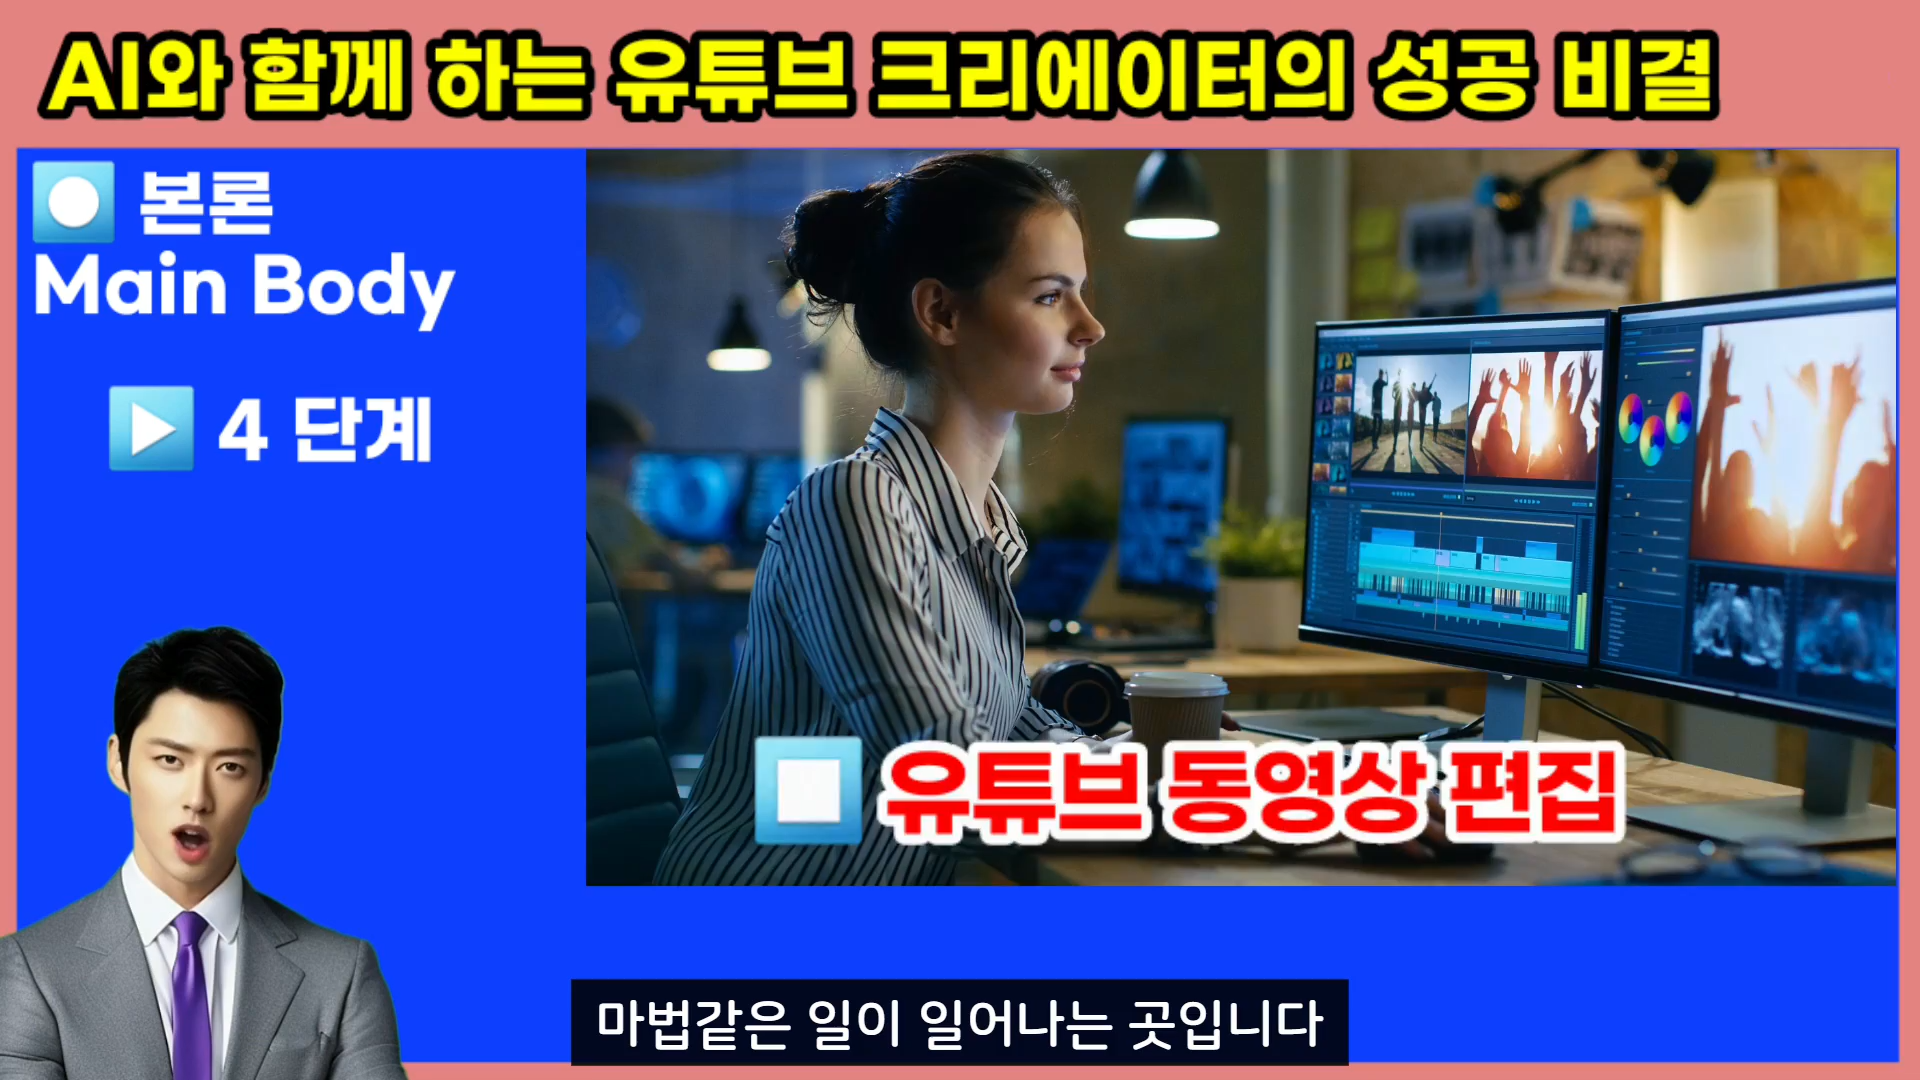 AI와 함께 하는 유튜브 크리에이터의 성공 비결
본론
Main Body
4 단계
유튜브 동영상 편집
마법같은 일이 일어나는 곳입니다